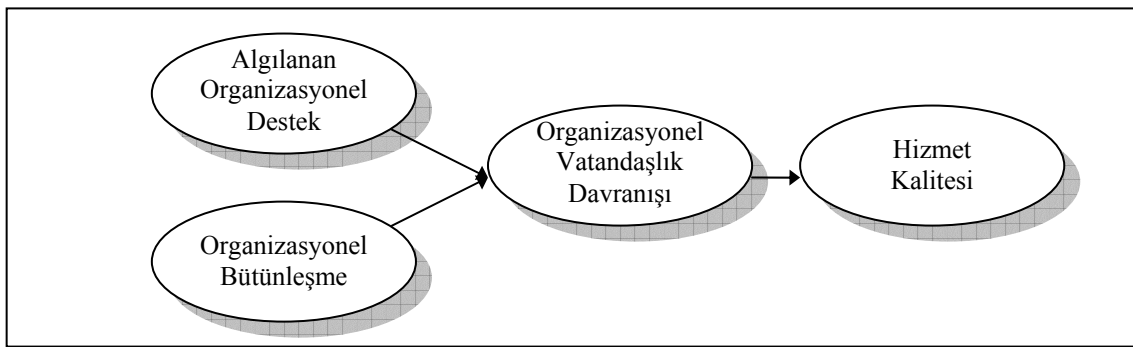 Algılanan
Organizasyonel
Destek
Organizasyonel
Bütünleşme
Organizasyonel
Vatandaşlık
Davranışı
Hizmet
Kalitesi